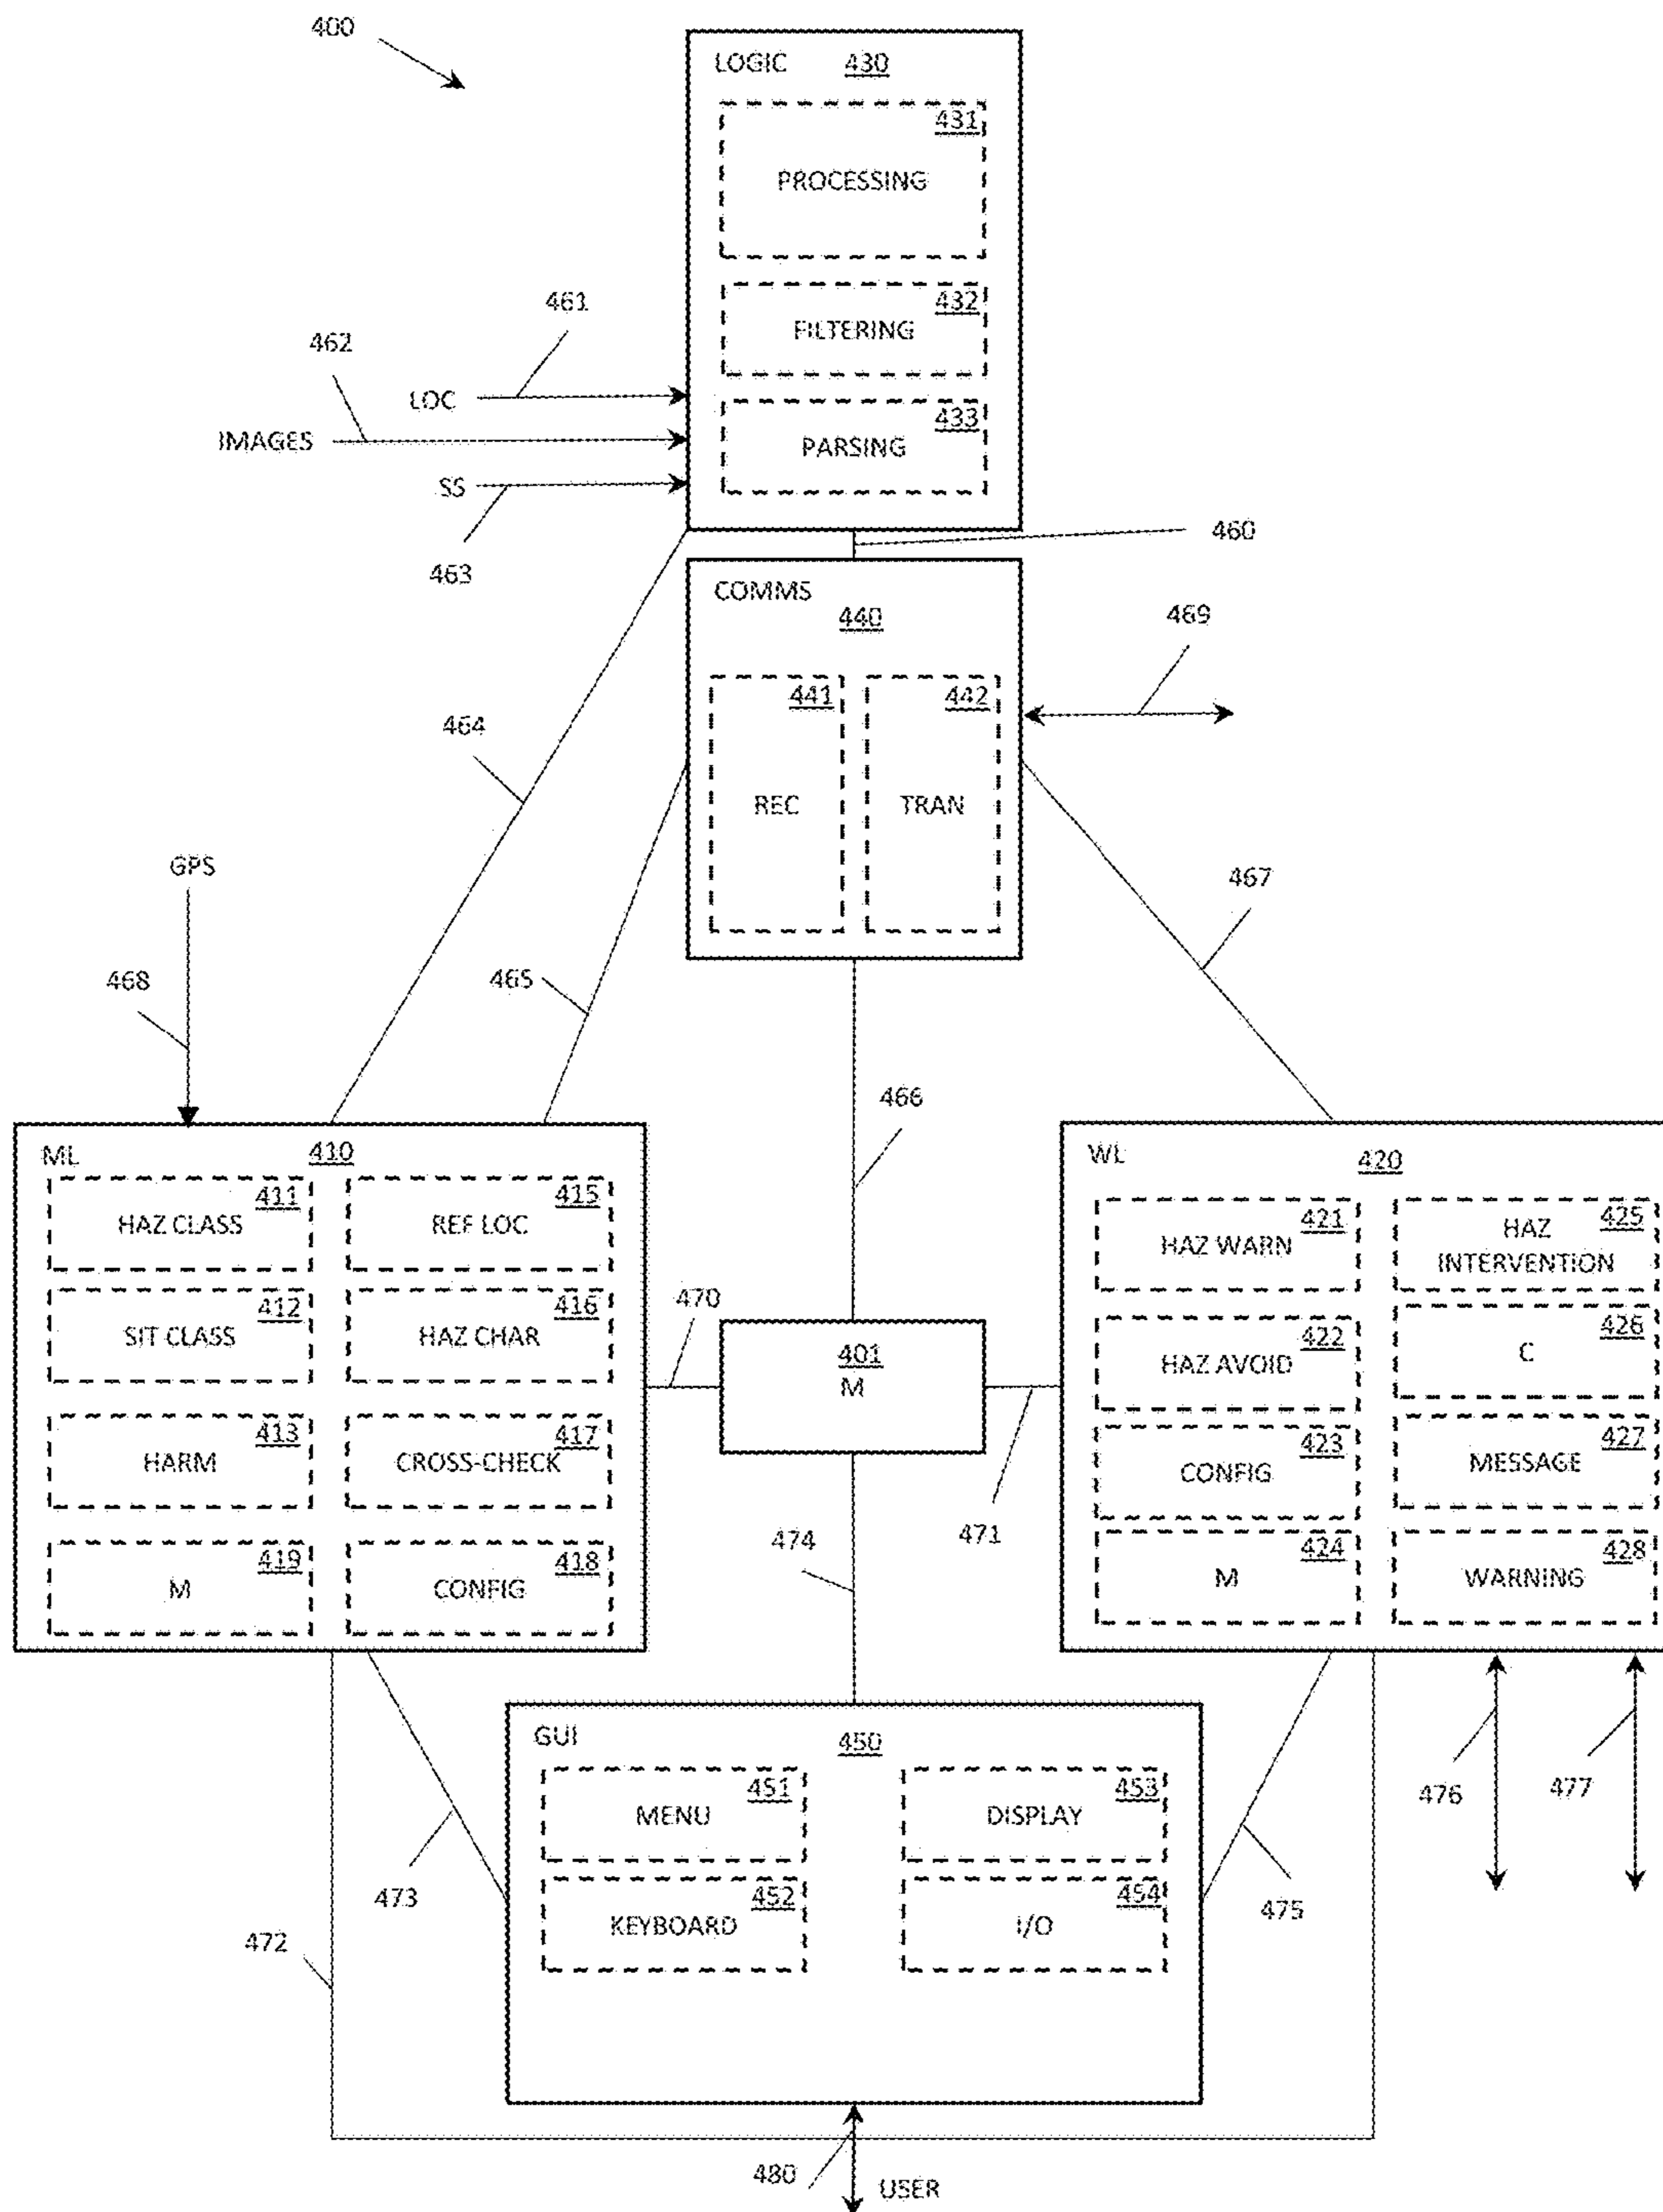 400
LOGIC 430
431
PROCESSING
432
FILTERING
433
PARSING
461
462
LOC
IMAGES
SS
463
460
COMMS
440
469
441
REC
442
TRAN
464
GPS
467
468
465
466
ML 410
411
HAZ CLASS
415
REF LOC
412
SIT CLASS
416
HAZ CHAR
413
HARM
417
CROSS-CHECK
419
M
418
CONFIG
470
401
M
471
474
WL 420
421
HAZ WARN
425
HAZ
INTERVENTION
422
HAZ AVOID
426
C
423
CONFIG
427
MESSAGE
424
M
428
WARNING
GUI 450
451
MENU
453
DISPLAY
452
KEYBOARD
454
I/O
476
477
473
475
472
480
USER